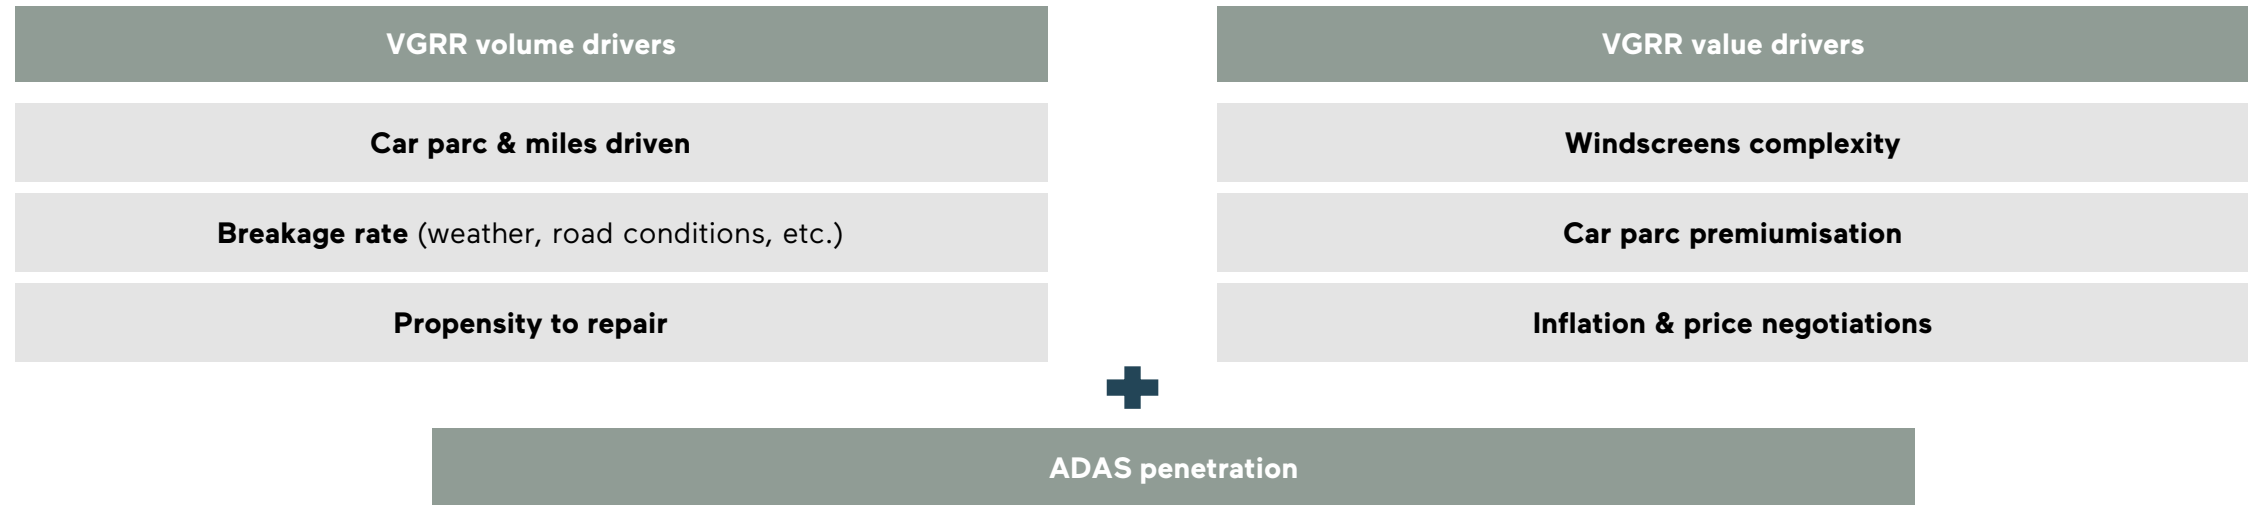 VGRR volume drivers
Car parc & miles driven
Breakage rate (weather, road conditions, etc.)
Propensity to repair
VGRR value drivers
Windscreens complexity
Car parc premiumisation
Inflation & price negotiations
ADAS penetration